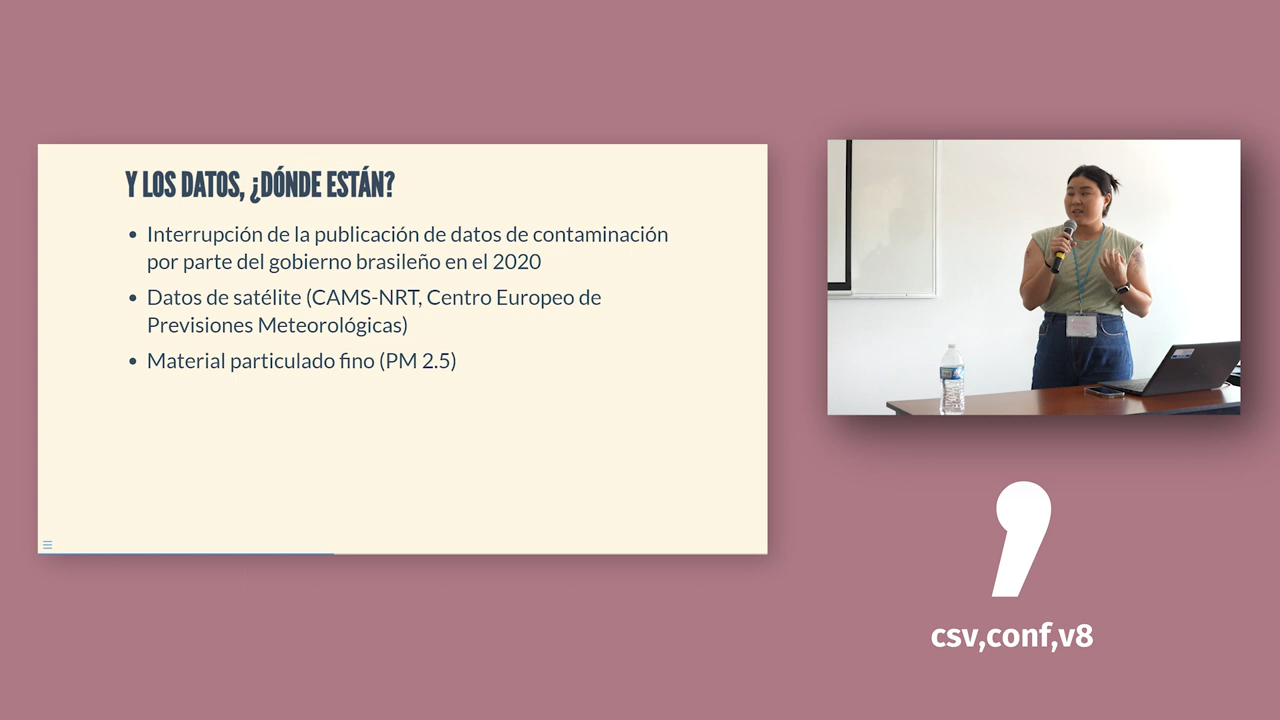 Y LOS DATOS, ¿DÓNDE ESTÁN?
• Interrupción de la publicación de datos de contaminación
por parte del gobierno brasileño en el 2020
• Datos de satélite (CAMS-NRT, Centro Europeo de
Previsiones Meteorológicas)
• Material particulado fino (PM 2.5)
csv,conf,v8